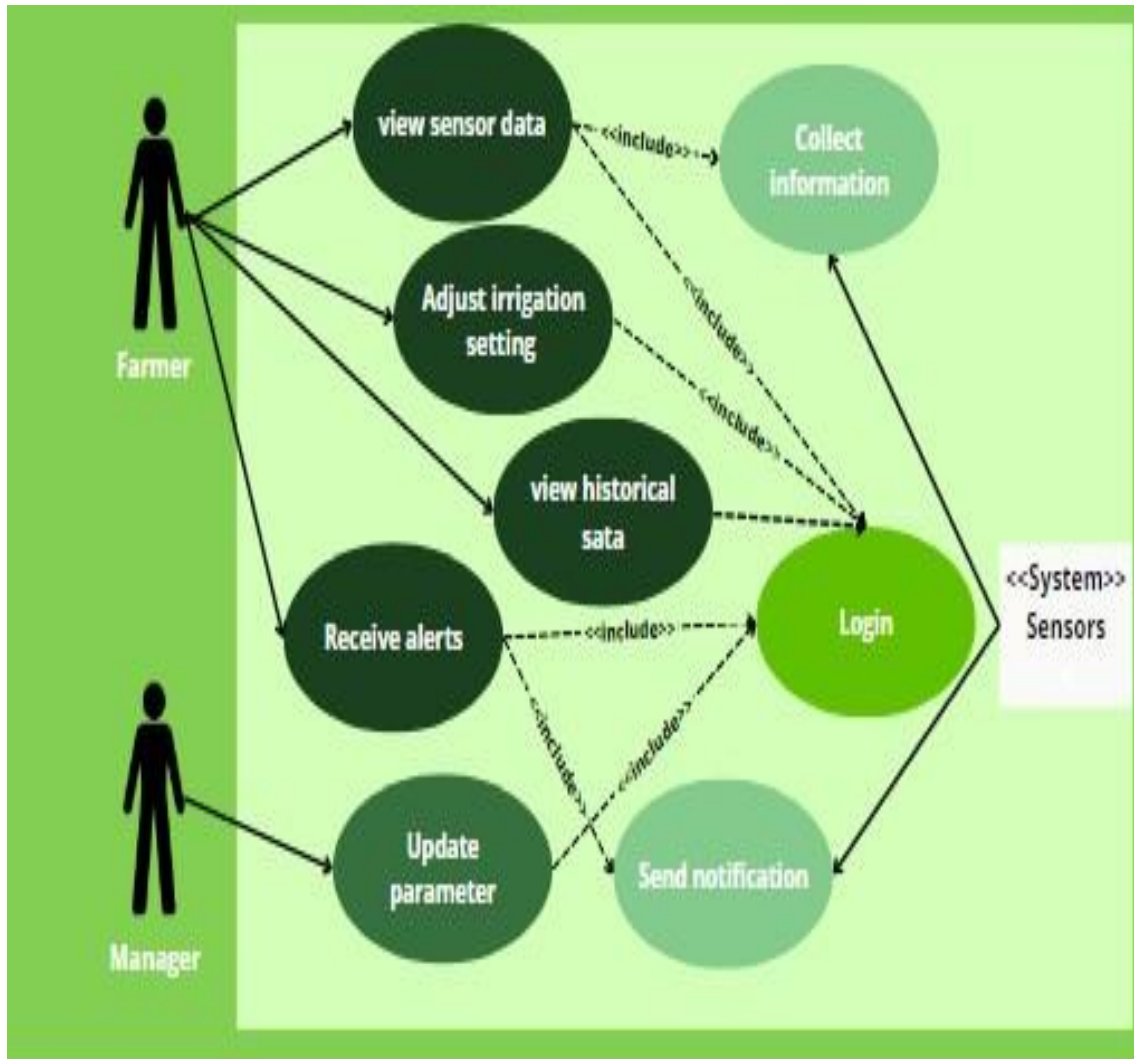 view sensor data
<<include>>
Collect
information
Farmer
Adjust irrigation
setting
<<include>>
<<include>>
view historical
sata
<<System>>
Sensors
Login
Receive alerts
<<include>>
<<include>>
<<include>>
Update
parameter
Send notification
Manager